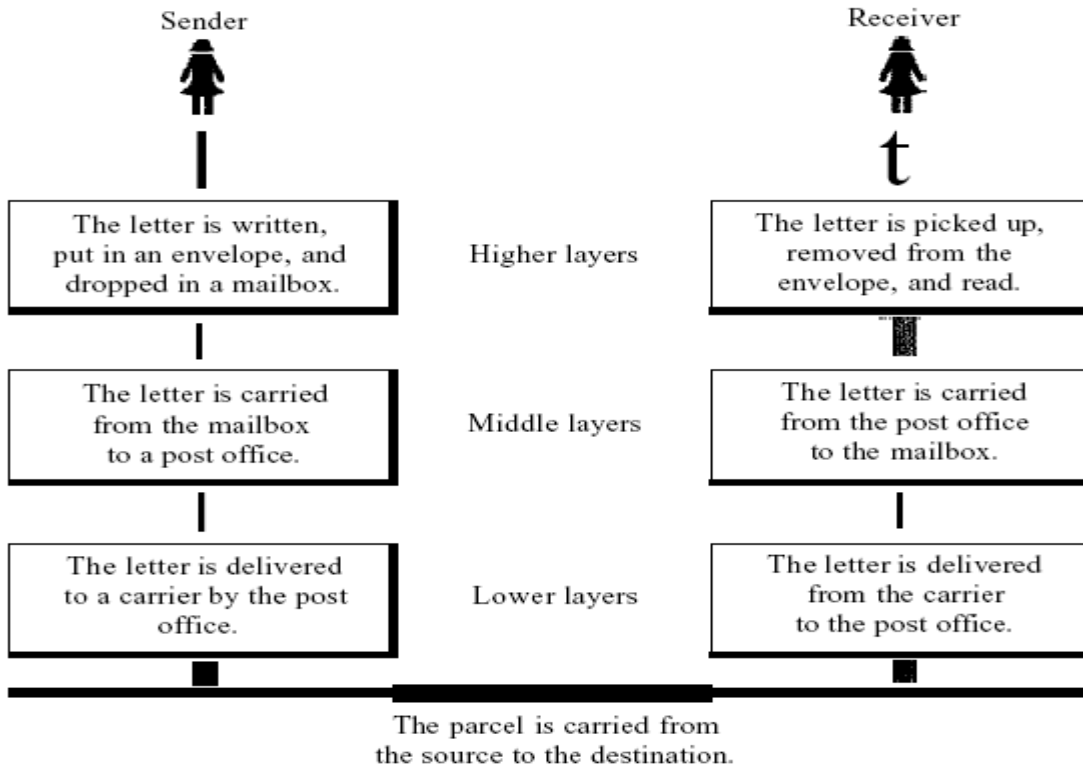 Sender
Receiver
t
The letter is written,
put in an envelope, and
dropped in a mailbox.
Higher layers
The letter is picked up,
removed from the
envelope, and read.
The letter is carried
from the mailbox
to a post office.
Middle layers
The letter is carried
from the post office
to the mailbox.
The letter is delivered
to a carrier by the post
office.
Lower layers
The letter is delivered
from the carrier
to the post office.
The parcel is carried from
the source to the destination.